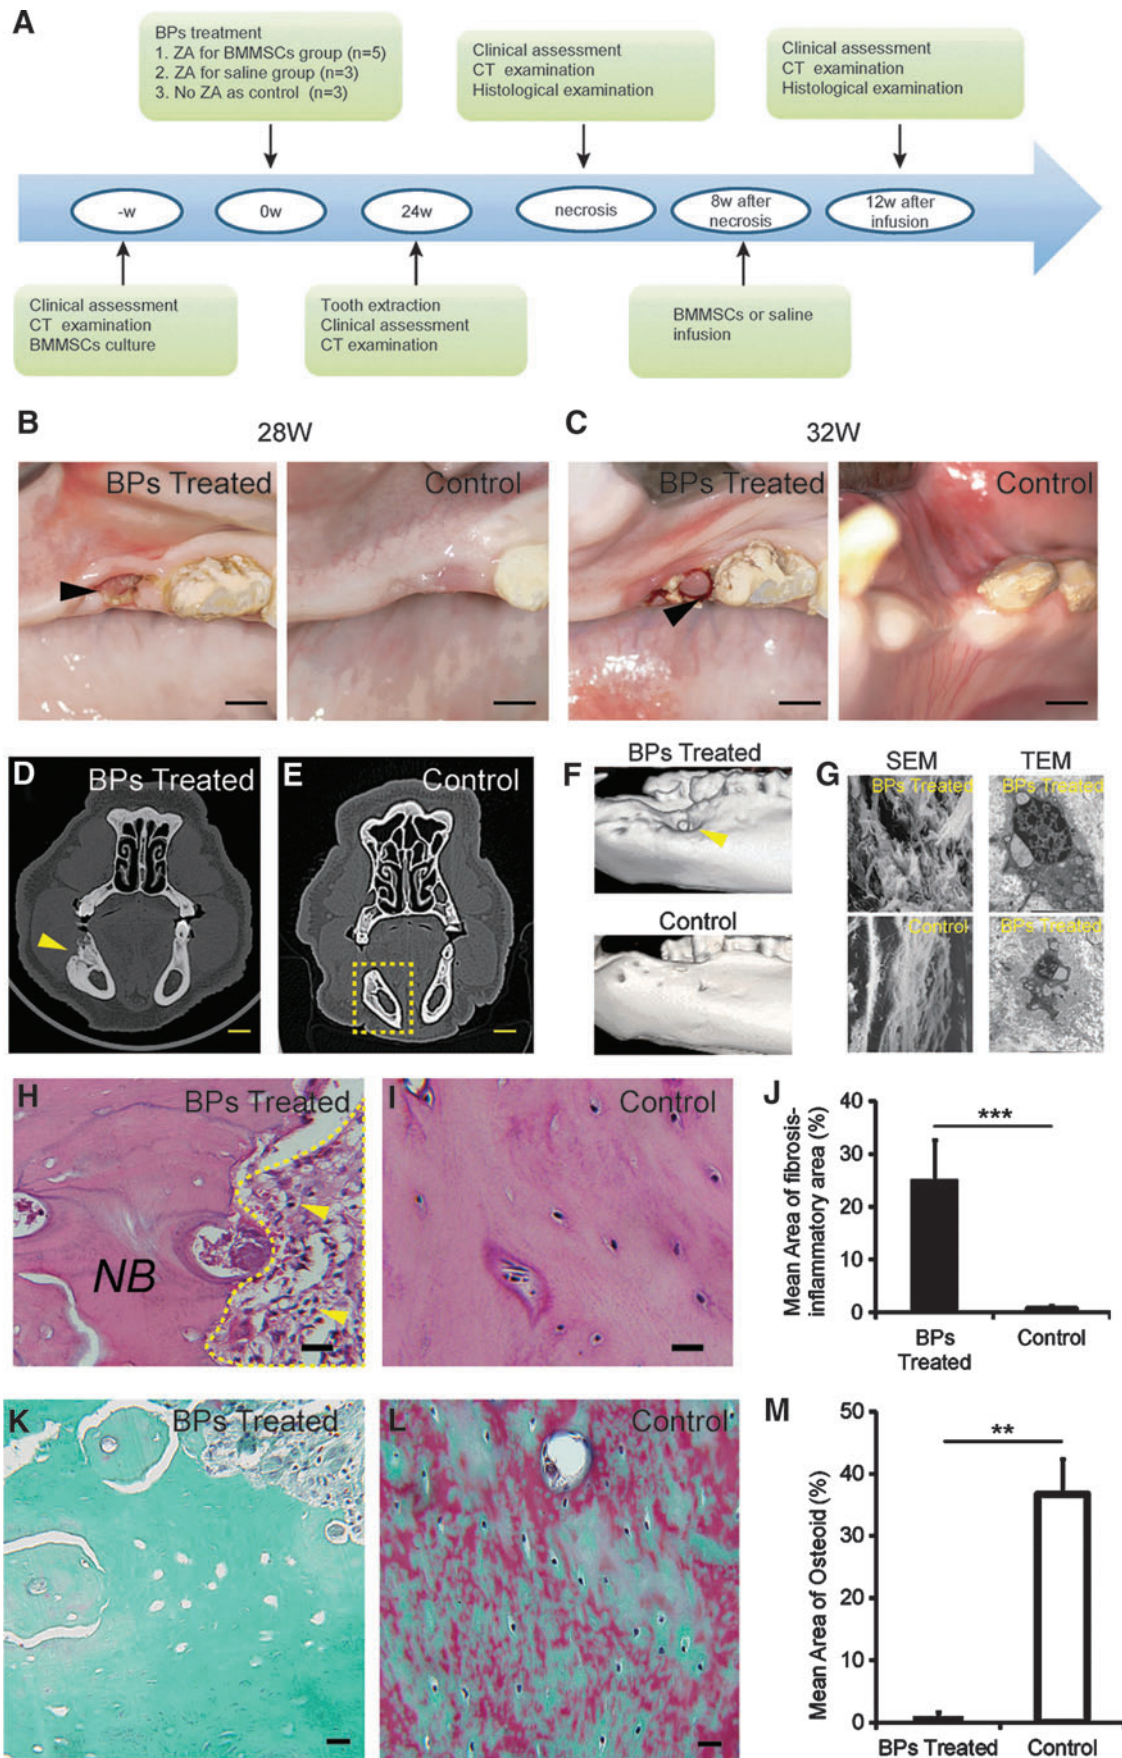 A
BPs treatment
1. ZA for BMMSCs group (n=5)
2. ZA for saline group (n=3)
3. No ZA as control (n=3)
Clinical assessment
CT examination
Histological examination
Clinical assessment
CT examination
Histological examination
-w
0w
24w
necrosis
8w after
necrosis
12w after
infusion
Clinical assessment
CT examination
BMMSCs culture
Tooth extraction
Clinical assessment
CT examination
BMMSCs or saline
infusion
B
28W
C
32W
BPs Treated
Control
BPs Treated
Control
D
BPs Treated
E
Control
F
BPs Treated
Control
G
SEM
TEM
BPs Treated
BPs Treated
Control
BPs Treated
H
BPs Treated
NB
I
Control
J
Mean Area of fibrosis-
inflammatory area (%)
40
30
20
10
0
***
BPs
Treated
Control
K
BPs Treated
L
Control
M
Mean Area of Osteoid (%)
50
40
30
20
10
0
**
BPs Treated
Control